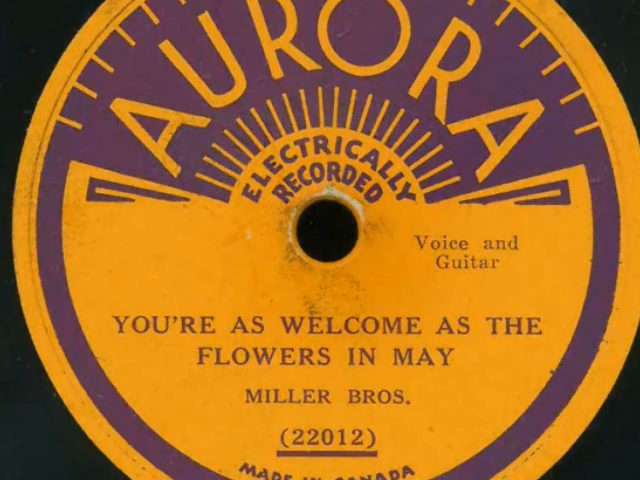 AURORA
ELECTRICALLY
RECORDED
Voice and
Guitar
YOU'RE AS WELCOME AS THE
FLOWERS IN MAY
MILLER BROS.
(22012)
MADE IN CANADA